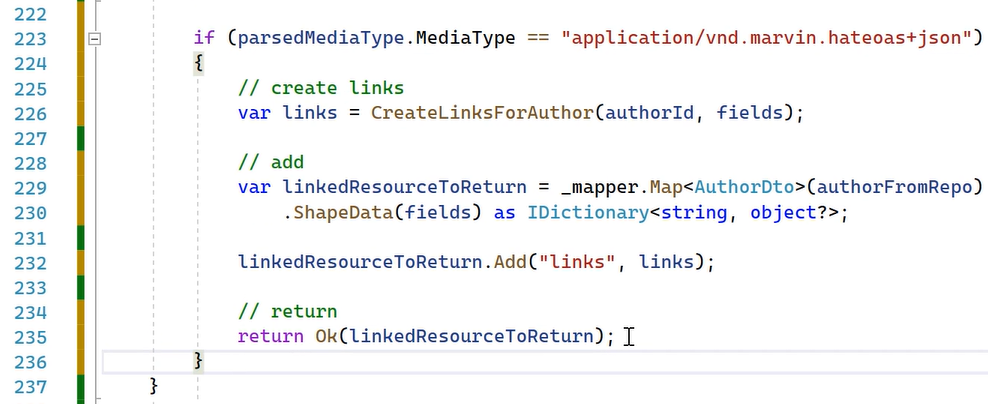 222
223 if (parsedMediaType.MediaType == "application/vnd.marvin.hateoas+json")
224 {
225 // create links
226 var links = CreateLinksForAuthor(authorId, fields);
227
228 // add
229 var linkedResourceToReturn = _mapper.Map<AuthorDto>(authorFromRepo)
230 .ShapeData(fields) as IDictionary<string, object?>;
231
232 linkedResourceToReturn.Add("links", links);
233
234 // return
235 return Ok(linkedResourceToReturn);
236 }
237 }